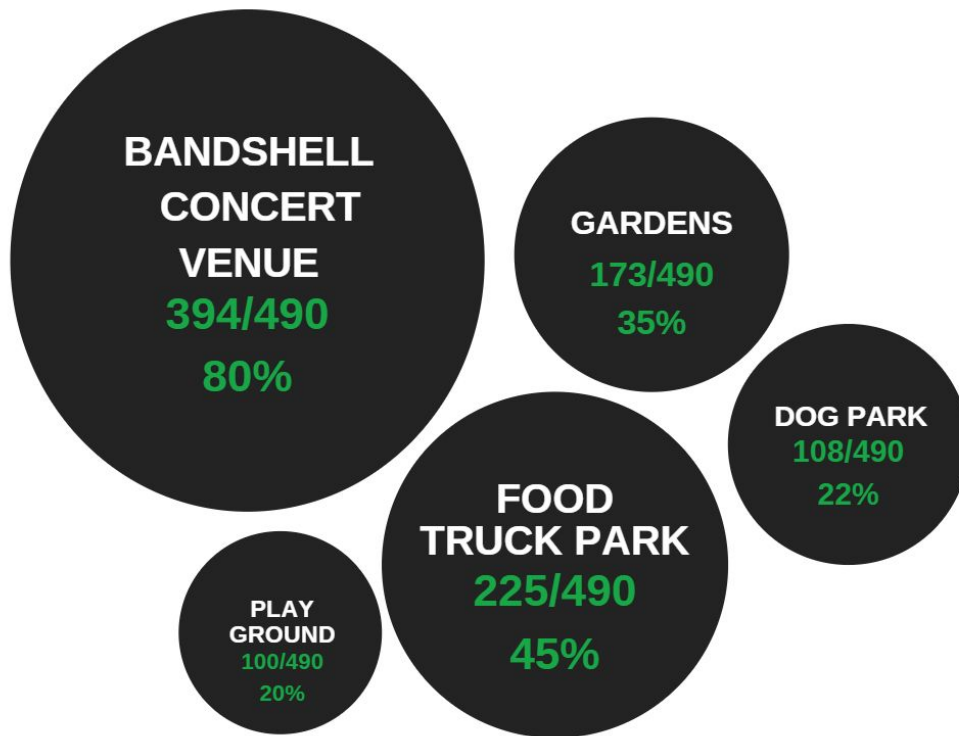 BANDSHELL
CONCERT
VENUE
394/490
80%
GARDENS
173/490
35%
DOG PARK
108/490
22%
FOOD
TRUCK PARK
225/490
45%
PLAY
GROUND
100/490
20%